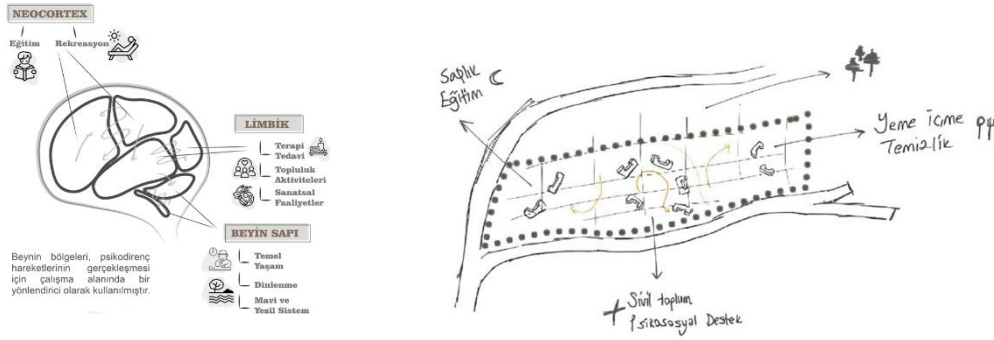 NEOCORTEX
Eğitim
Rekreasyon
LİMBİK
Terapi
Tedavi
Topluluk
Aktiviteleri
Sanatsal
Faaliyetler
BEYİN SAPI
Temel
Yaşam
Dinlenme
Mavi ve
Yeşil Sistem
Beynin bölgeleri, psikodirenç
hareketlerinin gerçekleşmesi
için çalışma alanında bir
yönlendirici olarak kullanılmıştır.
Sağlık
Eğitim
Yeme içme
Temizlik
Sivil toplum
Psikososyal Destek